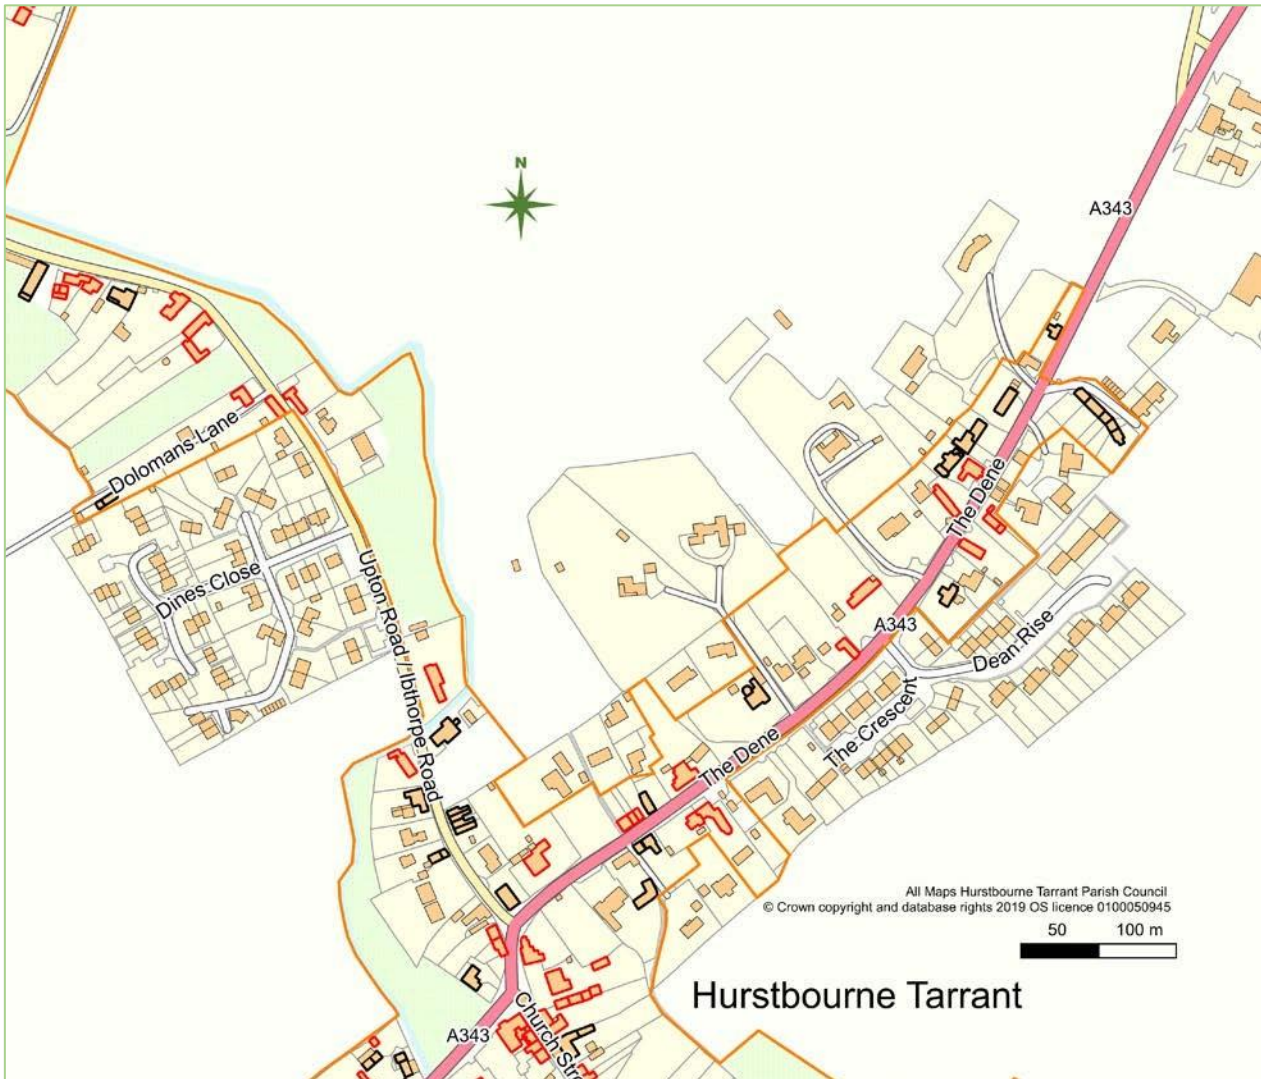 N
A343
Dolomans Lane
The Dene
Dines Close
Upton Road / Ibthorpe Road
A343
Dean Rise
The Crescent
The Dene
All Maps Hurstbourne Tarrant Parish Council
© Crown copyright and database rights 2019 OS licence 0100050945
50 100 m
Hurstbourne Tarrant
Church Stre
A343